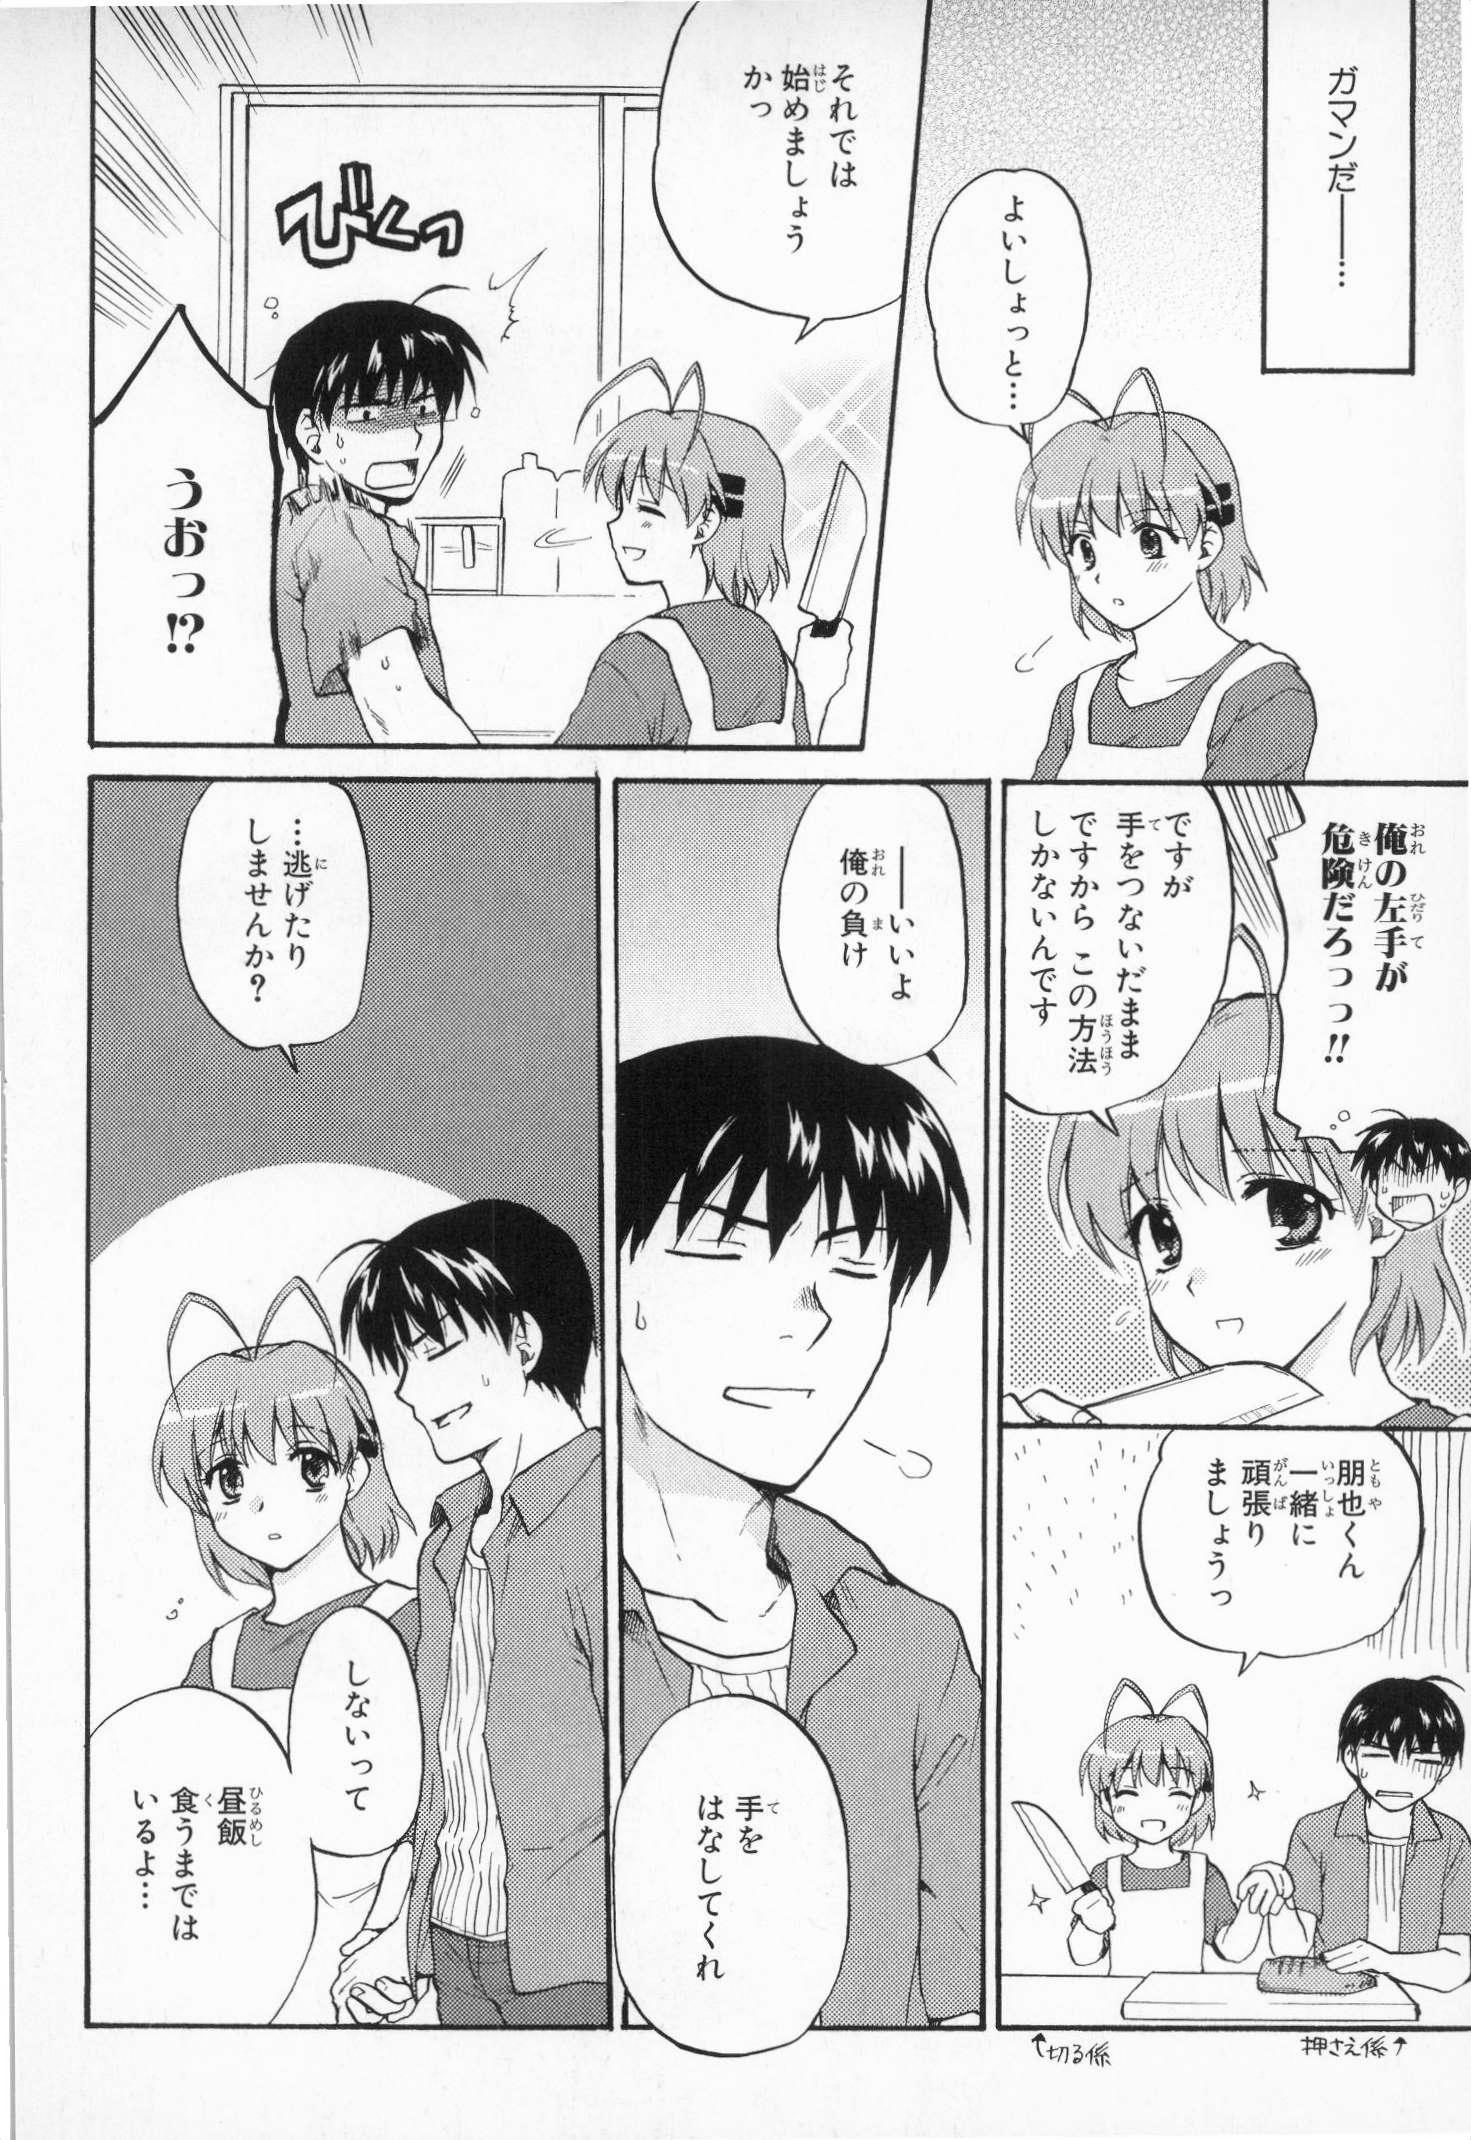 ガマンだ――…
よいしょっと…
それでは
始めましょう
かっ
びくっ
うおっ!?
俺の左手が
危険だろっっ!!
ですが
手をつないだまま
ですから この方法
しかないんです
朋也くん
一緒に
頑張り
ましょうっ
↑切る係
押さえ係↑
――いいよ
俺の負け
手を
はなしてくれ
…逃げたり
しませんか?
しないって
昼飯
食うまでは
いるよ…